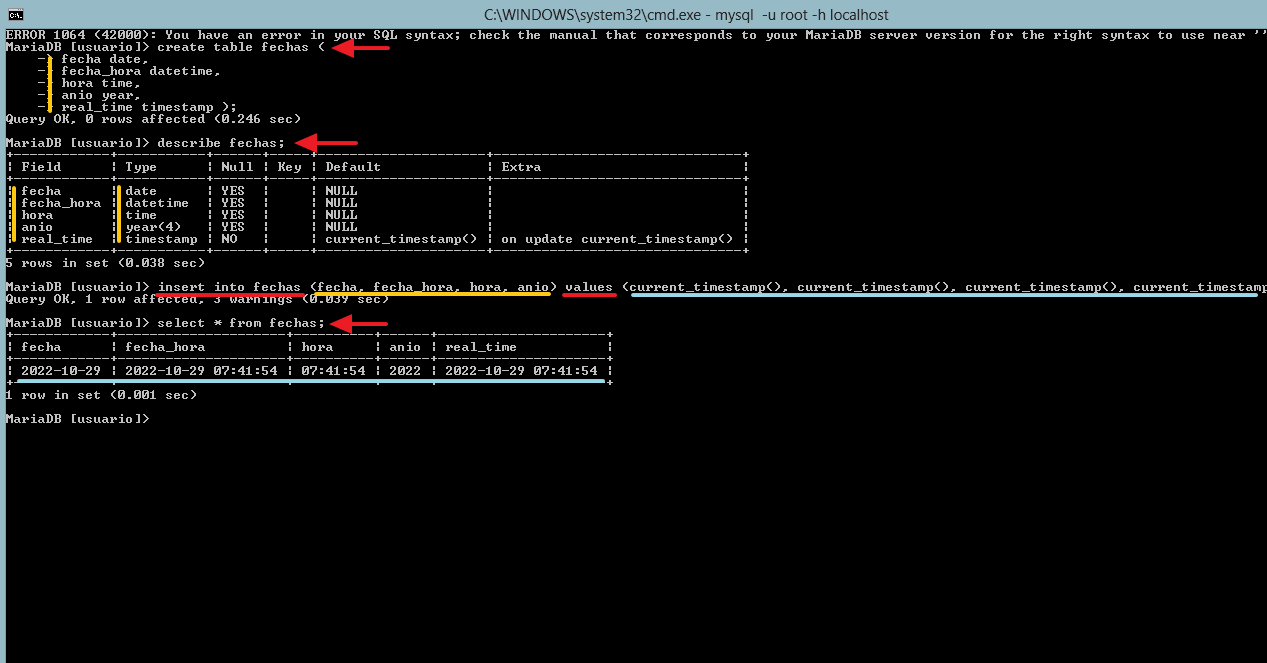 C:\WINDOWS\system32\cmd.exe - mysql -u root -h localhost
ERROR 1064 (42000): You have an error in your SQL syntax; check the manual that corresponds to your MariaDB server version for the right syntax to use near ''
MariaDB [usuario]> create table fechas (
    -> fecha date,
    -> fecha_hora datetime,
    -> hora time,
    -> anio year,
    -> real_time timestamp );
Query OK, 0 rows affected (0.246 sec)
MariaDB [usuario]> describe fechas;
+------------+-----------+------+-----+---------------------+-------------------------------+
| Field      | Type      | Null | Key | Default             | Extra                         |
+------------+-----------+------+-----+---------------------+-------------------------------+
| fecha      | date      | YES  |     | NULL                |                               |
| fecha_hora | datetime  | YES  |     | NULL                |                               |
| hora       | time      | YES  |     | NULL                |                               |
| anio       | year(4)   | YES  |     | NULL                |                               |
| real_time  | timestamp | NO   |     | current_timestamp() | on update current_timestamp() |
+------------+-----------+------+-----+---------------------+-------------------------------+
5 rows in set (0.038 sec)
MariaDB [usuario]> insert into fechas (fecha, fecha_hora, hora, anio) values (current_timestamp(), current_timestamp(), current_timestamp(), current_timestamp
Query OK, 1 row affected, 3 warnings (0.039 sec)
MariaDB [usuario]> select * from fechas;
+------------+---------------------+----------+------+---------------------+
| fecha      | fecha_hora          | hora     | anio | real_time           |
+------------+---------------------+----------+------+---------------------+
| 2022-10-29 | 2022-10-29 07:41:54 | 07:41:54 | 2022 | 2022-10-29 07:41:54 |
+------------+---------------------+----------+------+---------------------+
1 row in set (0.001 sec)
MariaDB [usuario]>